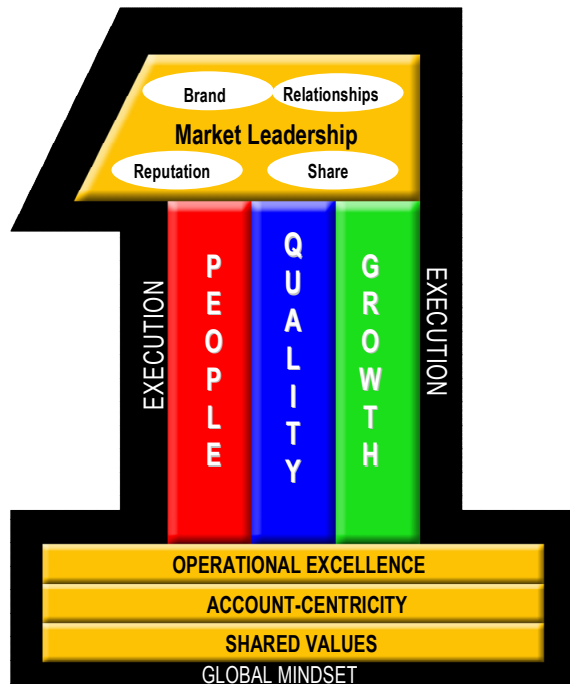 Brand
Relationships
Market Leadership
Reputation
Share
EXECUTION
PEOPLE
QUALITY
GROWTH
EXECUTION
OPERATIONAL EXCELLENCE
ACCOUNT-CENTRICITY
SHARED VALUES
GLOBAL MINDSET